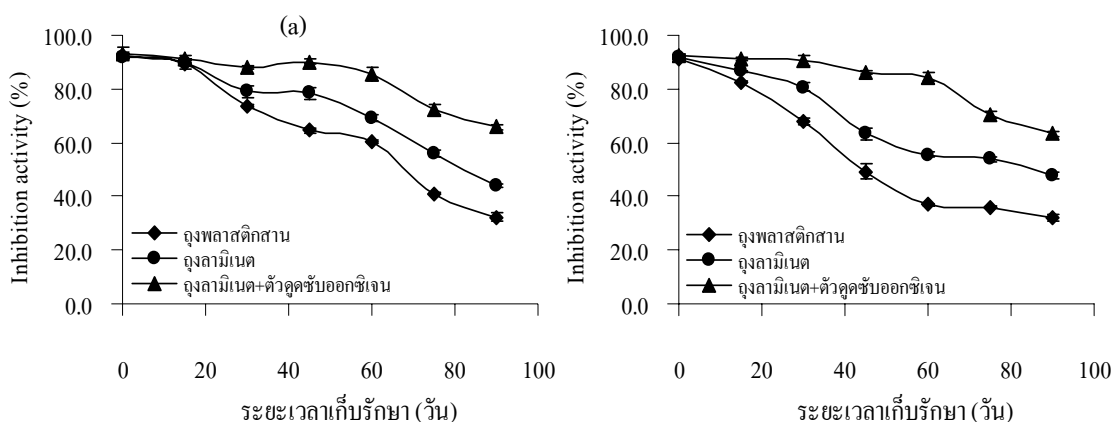 (a)
100.0
80.0
60.0
40.0
20.0
0.0
Inhibition activity (%)
ถุงพลาสติกสาน
ถุงลามิเนต
ถุงลามิเนต+ตัวดูดซับออกซิเจน
0 20 40 60 80 100
ระยะเวลาเก็บรักษา (วัน)
100.0
80.0
60.0
40.0
20.0
0.0
Inhibition activity (%)
ถุงพลาสติกสาน
ถุงลามิเนต
ถุงลามิเนต+ตัวดูดซับออกซิเจน
0 20 40 60 80 100
ระยะเวลาเก็บรักษา (วัน)